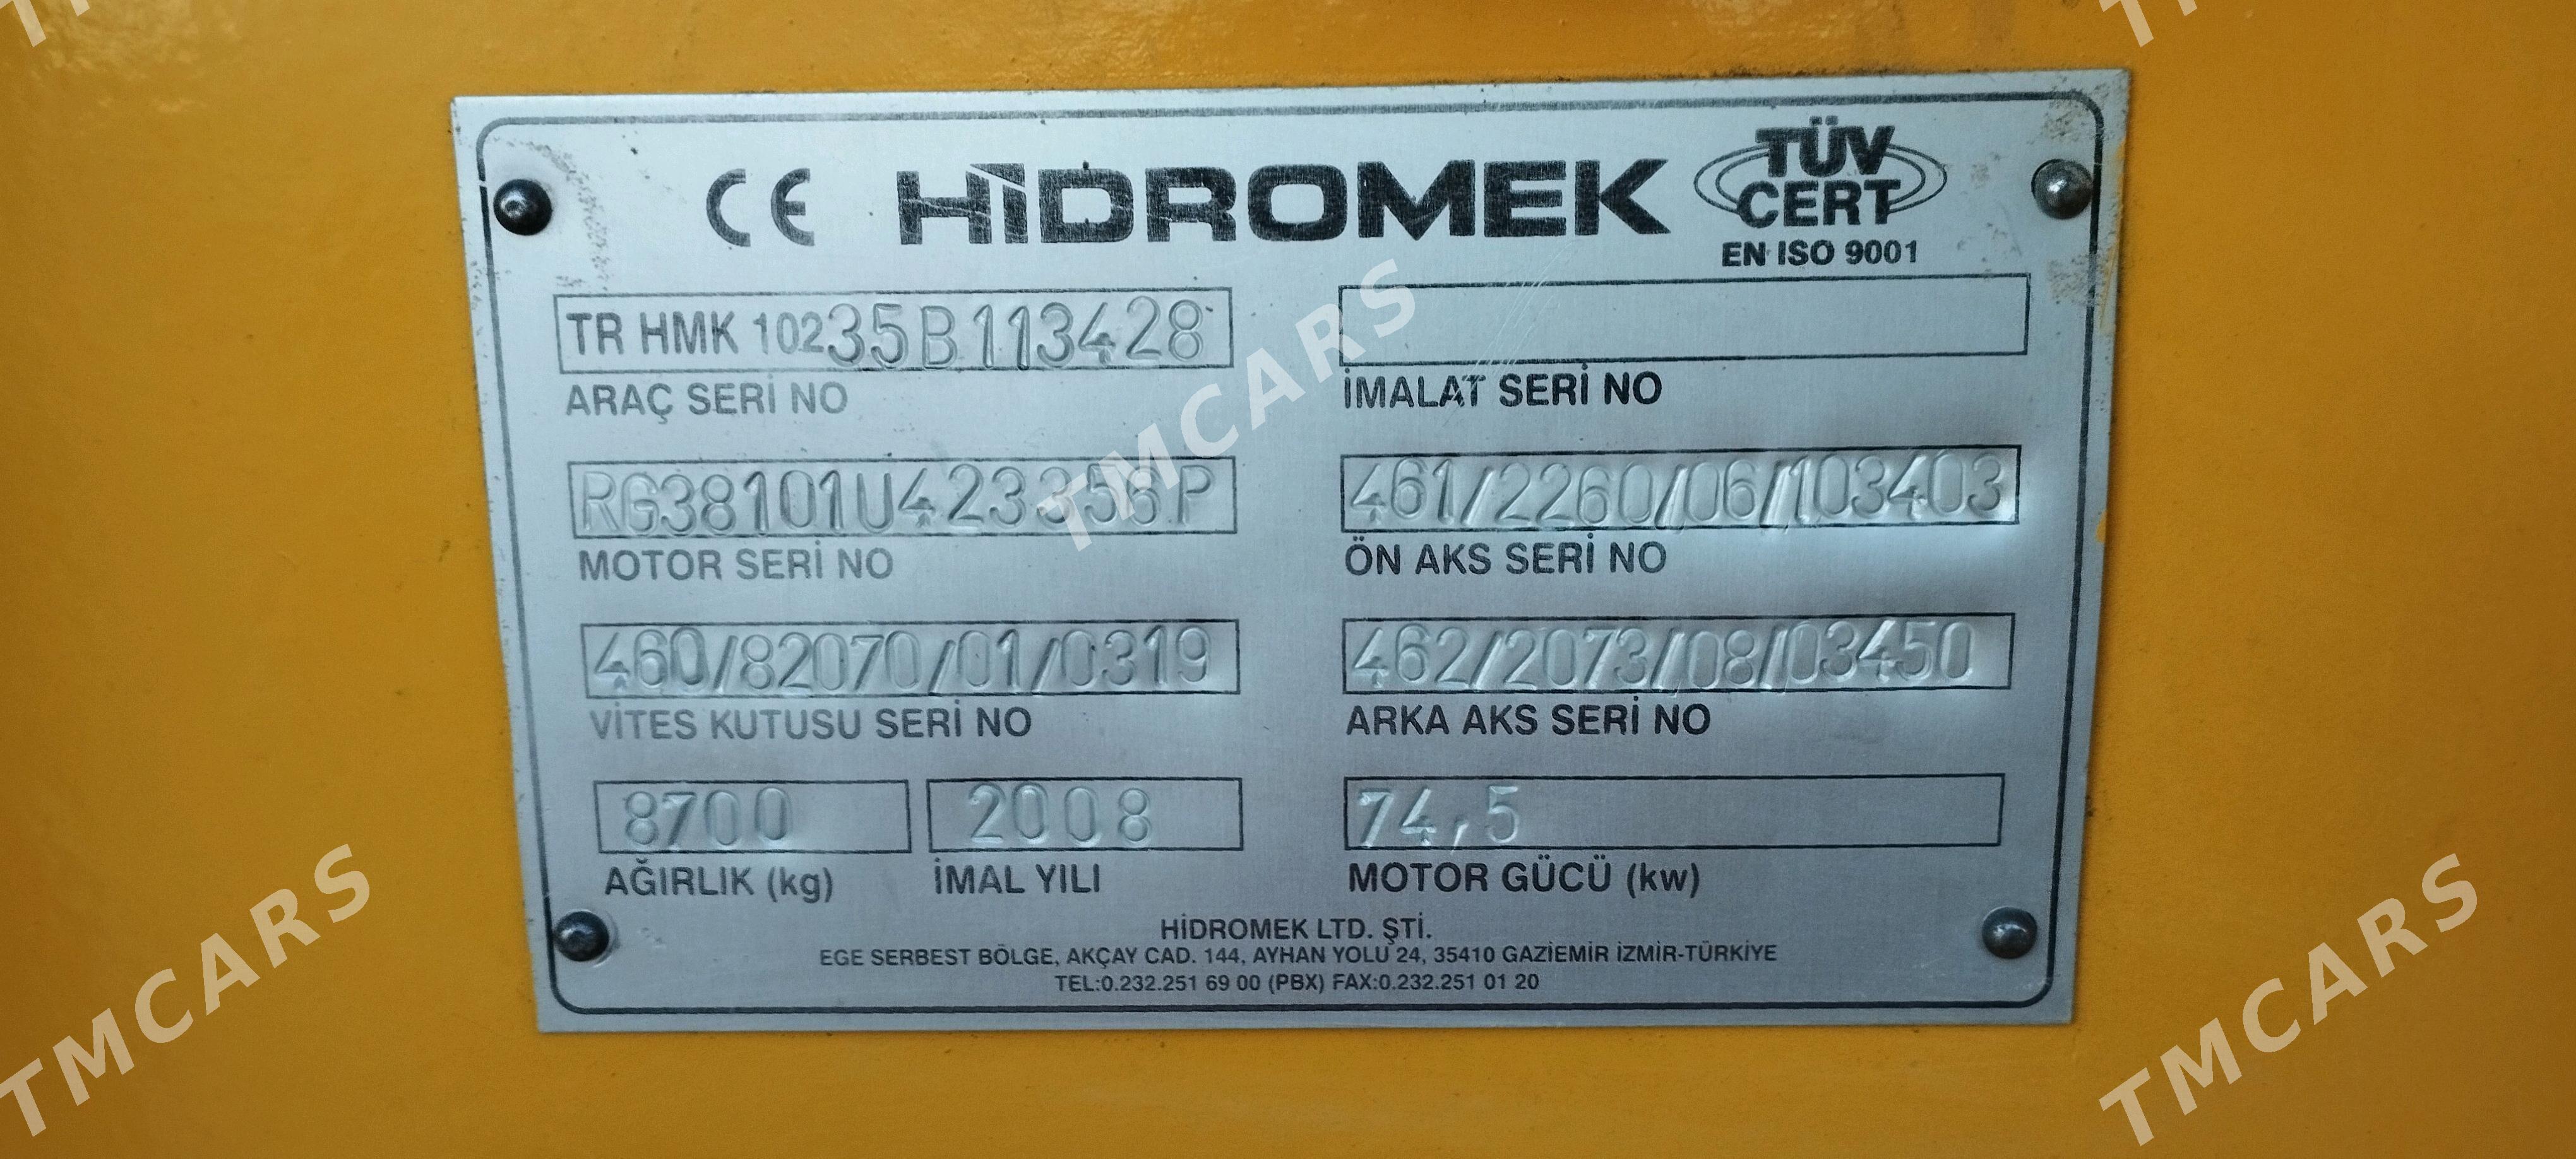 CE HİDROMEK TÜV CERT
EN ISO 9001
TR HMK 10235B113428
ARAÇ SERİ NO
İMALAT SERİ NO
RG38101U423356P
MOTOR SERİ NO
461/2260/06/103403
ÖN AKS SERİ NO
460/82070/01/0319
VİTES KUTUSU SERİ NO
462/2073/08/03450
ARKA AKS SERİ NO
8700
AĞIRLIK (kg)
2008
İMAL YILI
74,5
MOTOR GÜCÜ (kw)
HİDROMEK LTD. ŞTİ.
EGE SERBEST BÖLGE, AKÇAY CAD. 144, AYHAN YOLU 24, 35410 GAZİEMİR İZMİR-TÜRKİYE
TEL:0.232.251 69 00 (PBX) FAX:0.232.251 01 20
TMCARS
TMCARS
TMCARS